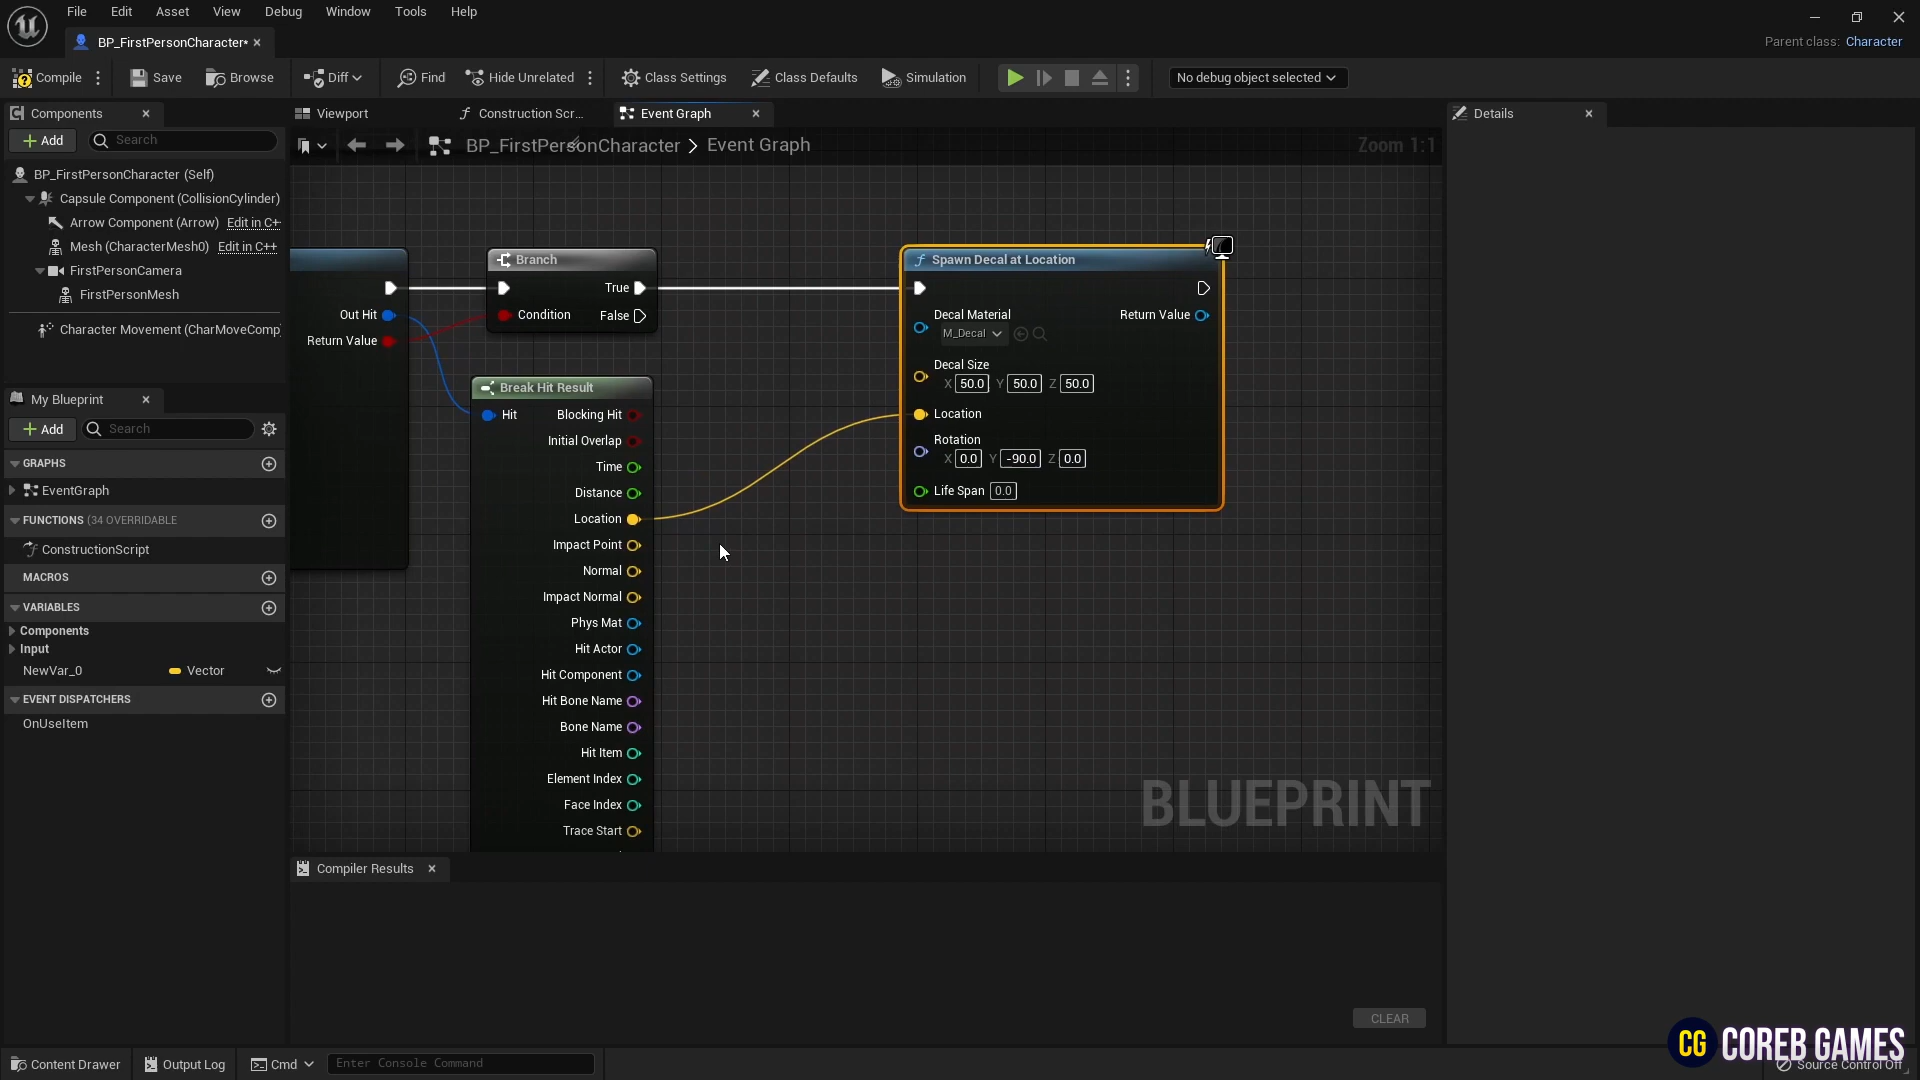 File Edit Asset View Debug Window Tools Help
BP_FirstPersonCharacter*
Parent class: Character
Compile Save Browse Diff Find Hide Unrelated Class Settings Class Defaults Simulation No debug object selected
Components
Viewport Construction Scr... Event Graph
Details
Add Search
BP_FirstPersonCharacter > Event Graph
Zoom 1:1
BP_FirstPersonCharacter (Self)
Capsule Component (CollisionCylinder)
Arrow Component (Arrow) Edit in C+
Mesh (CharacterMesh0) Edit in C++
FirstPersonCamera
FirstPersonMesh
Character Movement (CharMoveComp)
My Blueprint
Add Search
GRAPHS
EventGraph
FUNCTIONS (34 OVERRIDABLE
ConstructionScript
MACROS
VARIABLES
Components
Input
NewVar_0 Vector
EVENT DISPATCHERS
OnUseItem
Out Hit
Return Value
Branch
True
Condition False
Break Hit Result
Hit Blocking Hit
Initial Overlap
Time
Distance
Location
Impact Point
Normal
Impact Normal
Phys Mat
Hit Actor
Hit Component
Hit Bone Name
Bone Name
Hit Item
Element Index
Face Index
Trace Start
Spawn Decal at Location
Decal Material Return Value
M_Decal
Decal Size
X 50.0 Y 50.0 Z 50.0
Location
Rotation
X 0.0 Y -90.0 Z 0.0
Life Span 0.0
BLUEPRINT
Compiler Results
CLEAR
CG COREB GAMES
Content Drawer Output Log Cmd Enter Console Command
Source Control Off